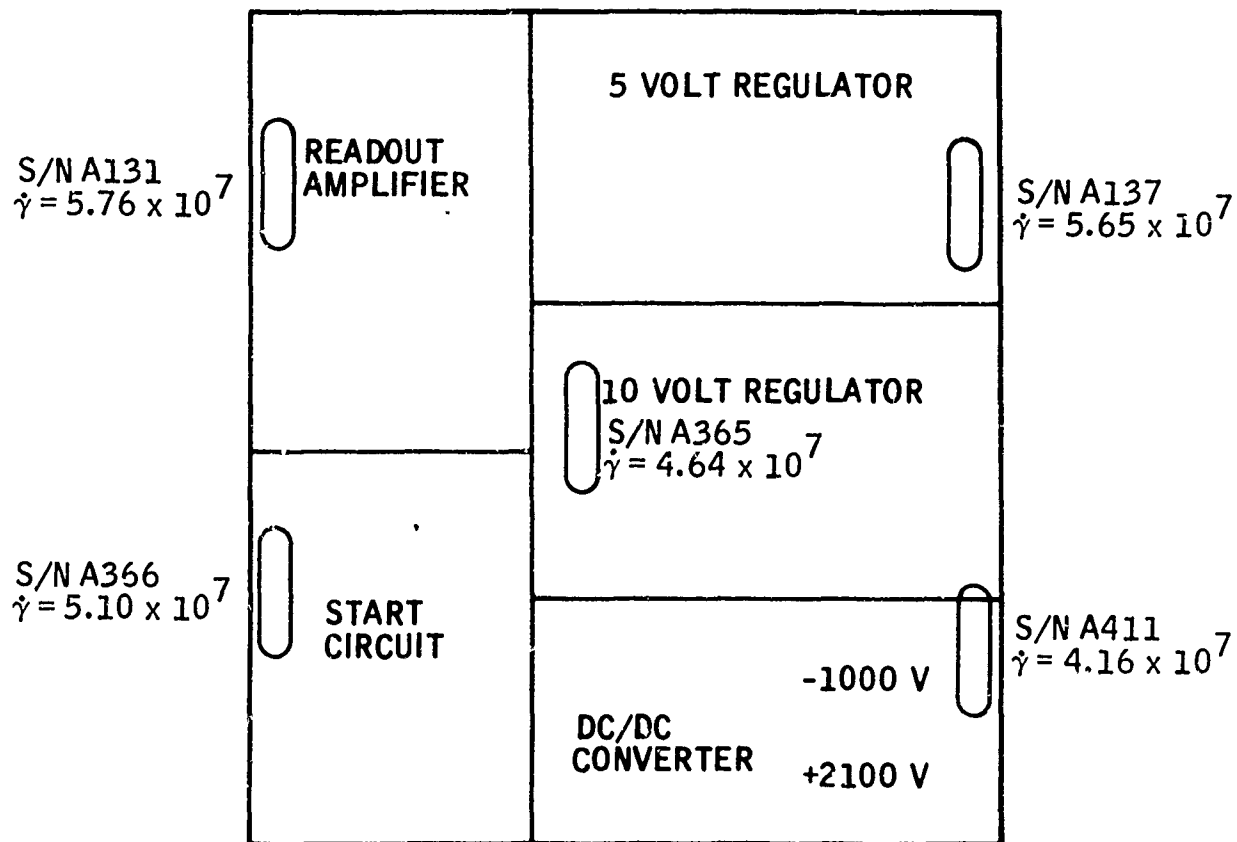 5 VOLT REGULATOR
READOUT
AMPLIFIER
S/N A131
γ̇ = 5.76 x 10⁷
S/N A137
γ̇ = 5.65 x 10⁷
10 VOLT REGULATOR
S/N A365
γ̇ = 4.64 x 10⁷
S/N A366
γ̇ = 5.10 x 10⁷
START
CIRCUIT
S/N A411
γ̇ = 4.16 x 10⁷
-1000 V
DC/DC
CONVERTER
+2100 V